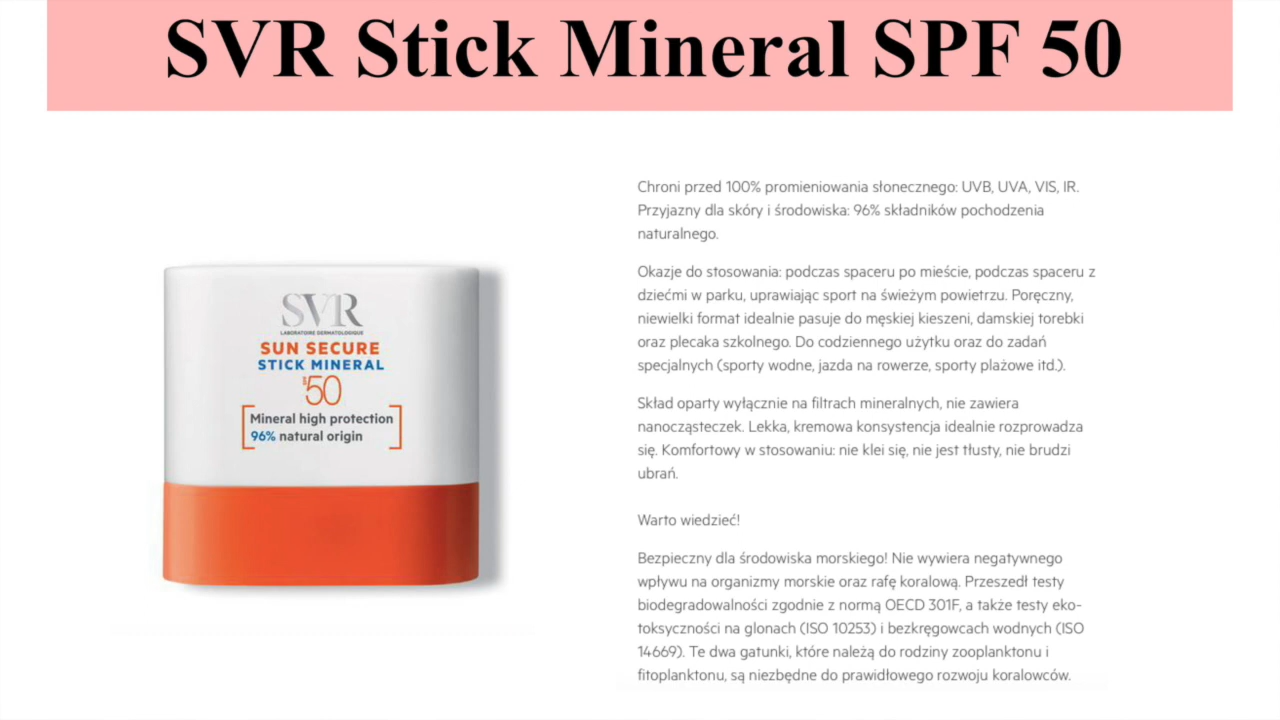 SVR Stick Mineral SPF 50
SVR
LABORATOIRE DERMATOLOGIQUE
SUN SECURE
STICK MINERAL
SPF 50
Mineral high protection
96% natural origin
Chroni przed 100% promieniowania słonecznego: UVB, UVA, VIS, IR.
Przyjazny dla skóry i środowiska: 96% składników pochodzenia
naturalnego.
Okazje do stosowania: podczas spaceru po mieście, podczas spaceru z
dziećmi w parku, uprawiając sport na świeżym powietrzu. Poręczny,
niewielki format idealnie pasuje do męskiej kieszeni, damskiej torebki
oraz plecaka szkolnego. Do codziennego użytku oraz do zadań
specjalnych (sporty wodne, jazda na rowerze, sporty plażowe itd.).
Skład oparty wyłącznie na filtrach mineralnych, nie zawiera
nanocząsteczek. Lekka, kremowa konsystencja idealnie rozprowadza
się. Komfortowy w stosowaniu: nie klei się, nie jest tłusty, nie brudzi
ubrań.
Warto wiedzieć!
Bezpieczny dla środowiska morskiego! Nie wywiera negatywnego
wpływu na organizmy morskie oraz rafę koralową. Przeszedł testy
biodegradowalności zgodnie z normą OECD 301F, a także testy eko-
toksyczności na glonach (ISO 10253) i bezkręgowcach wodnych (ISO
14669). Te dwa gatunki, które należą do rodziny zooplanktonu i
fitoplanktonu, są niezbędne do prawidłowego rozwoju koralowców.